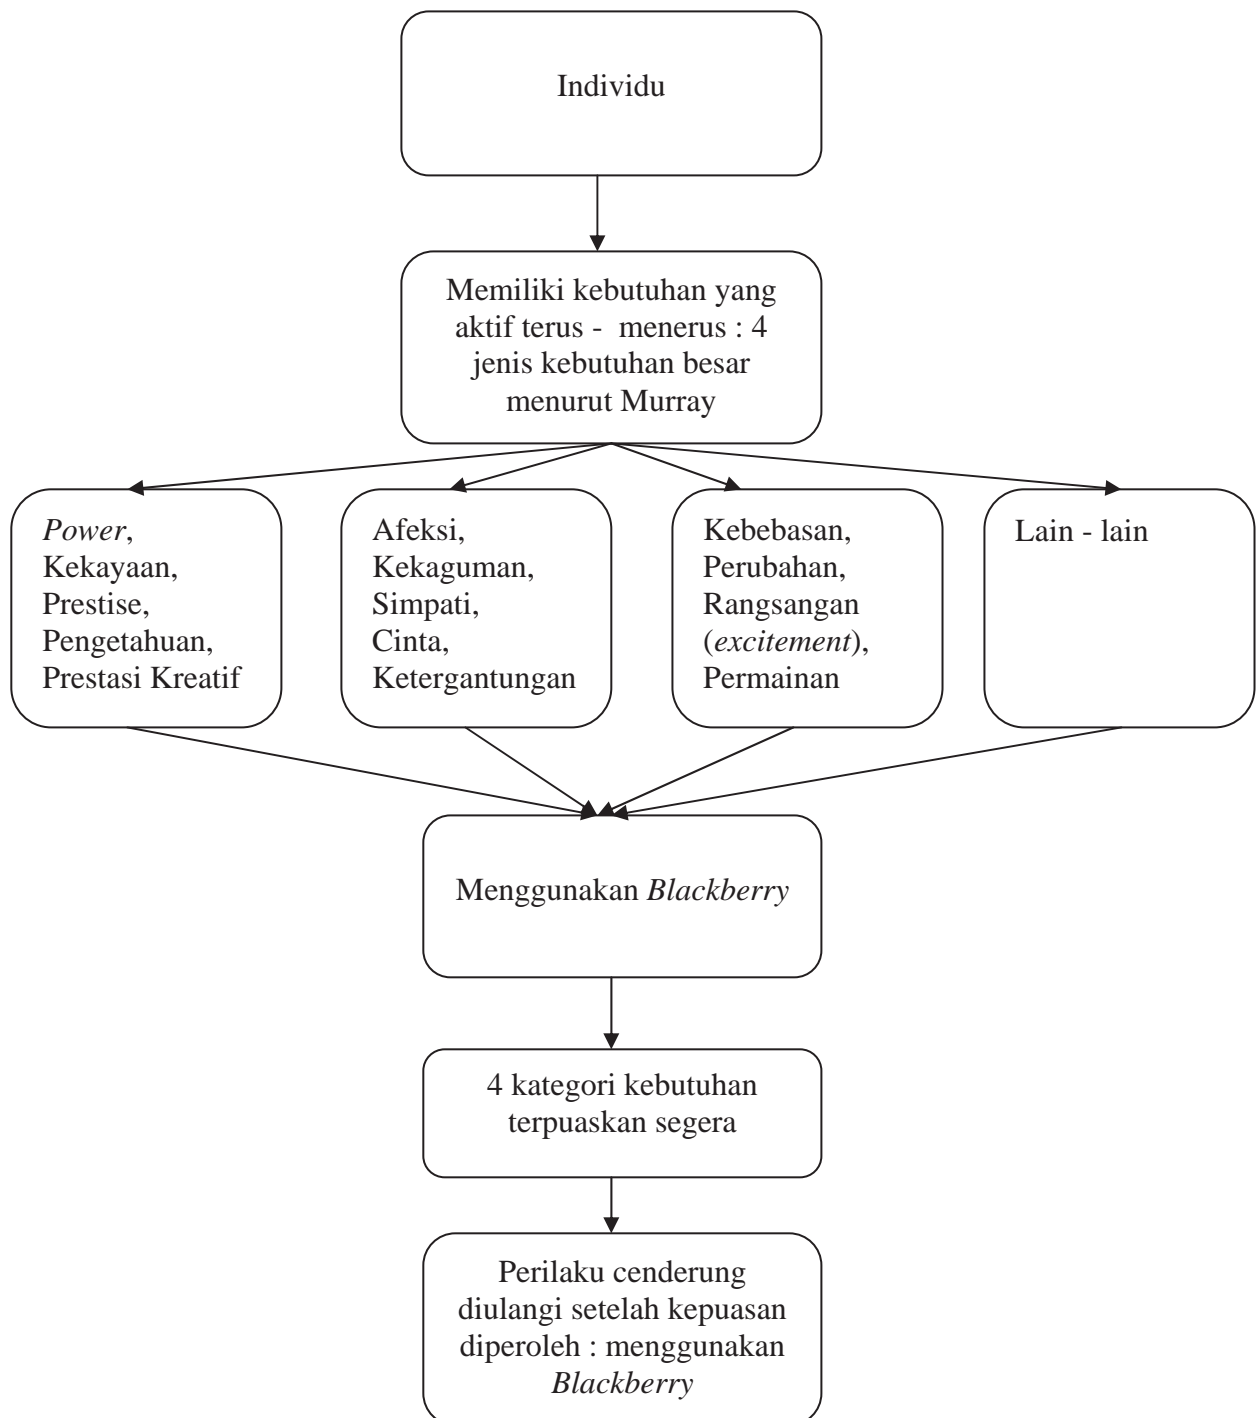 Individu
Memiliki kebutuhan yang
aktif terus - menerus : 4
jenis kebutuhan besar
menurut Murray
Power,
Kekayaan,
Prestise,
Pengetahuan,
Prestasi Kreatif
Afeksi,
Kekaguman,
Simpati,
Cinta,
Ketergantungan
Kebebasan,
Perubahan,
Rangsangan
(excitement),
Permainan
Lain - lain
Menggunakan Blackberry
4 kategori kebutuhan
terpuaskan segera
Perilaku cenderung
diulangi setelah kepuasan
diperoleh : menggunakan
Blackberry